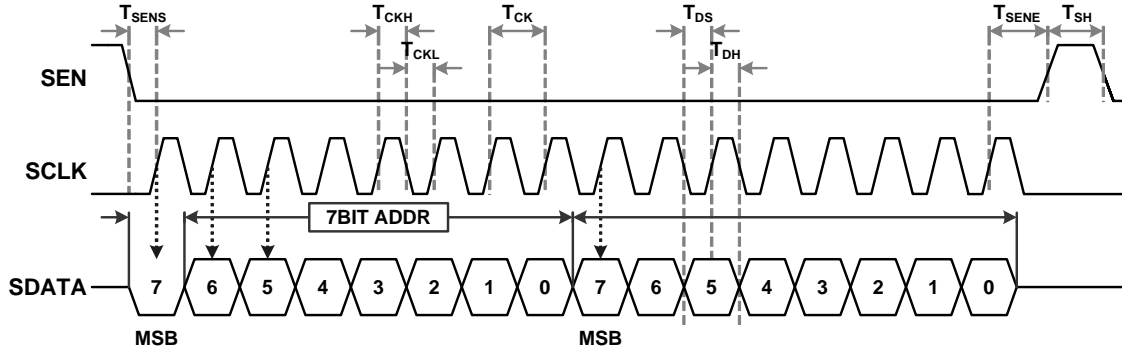 TSENS TCKH TCK TDS TSENE TSH
TCKL TDH
SEN
SCLK
7BIT ADDR
SDATA 7 6 5 4 3 2 1 0 7 6 5 4 3 2 1 0
MSB MSB